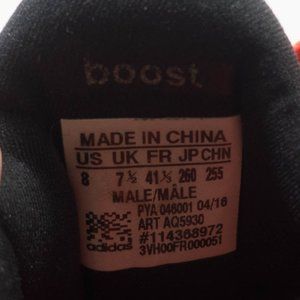 boost
MADE IN CHINA
US UK FR JP CHN
8 7½ 41⅓ 260 255
MALE/MÂLE
PYA 046001 04/16
ART AQ5930
#114368972
3VH00FR000051
adidas